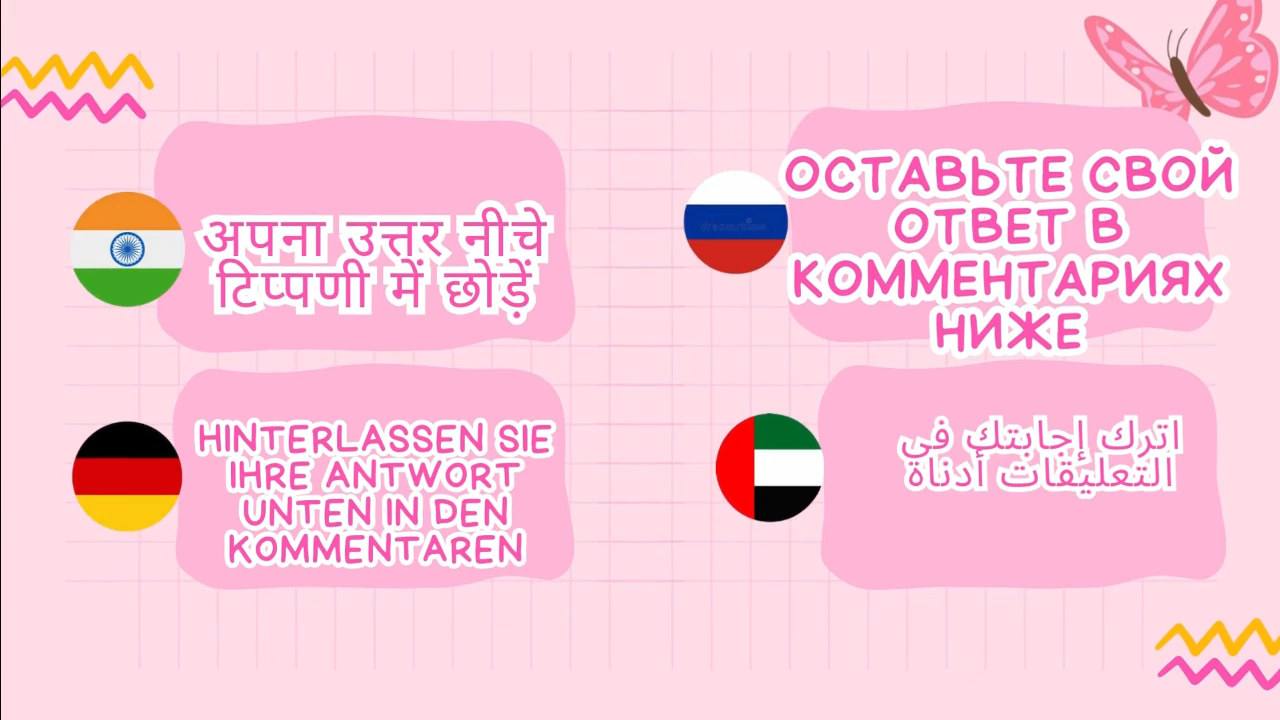 अपना उत्तर नीचे
टिप्पणी में छोड़ें
ОСТАВЬТЕ СВОЙ
ОТВЕТ В
КОММЕНТАРИЯХ
НИЖЕ
HINTERLASSEN SIE
IHRE ANTWORT
UNTEN IN DEN
KOMMENTAREN
اترك إجابتك في
التعليقات أدناه